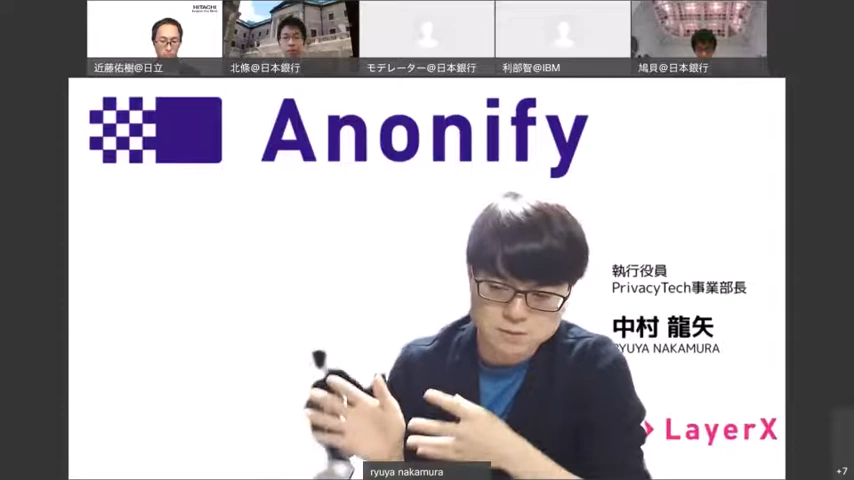 HITACHI
近藤佑樹@日立
北條@日本銀行
モデレーター@日本銀行
利部智@IBM
鳩貝@日本銀行
Anonify
執行役員
PrivacyTech事業部長
中村 龍矢
RYUYA NAKAMURA
LayerX
ryuya nakamura
+7